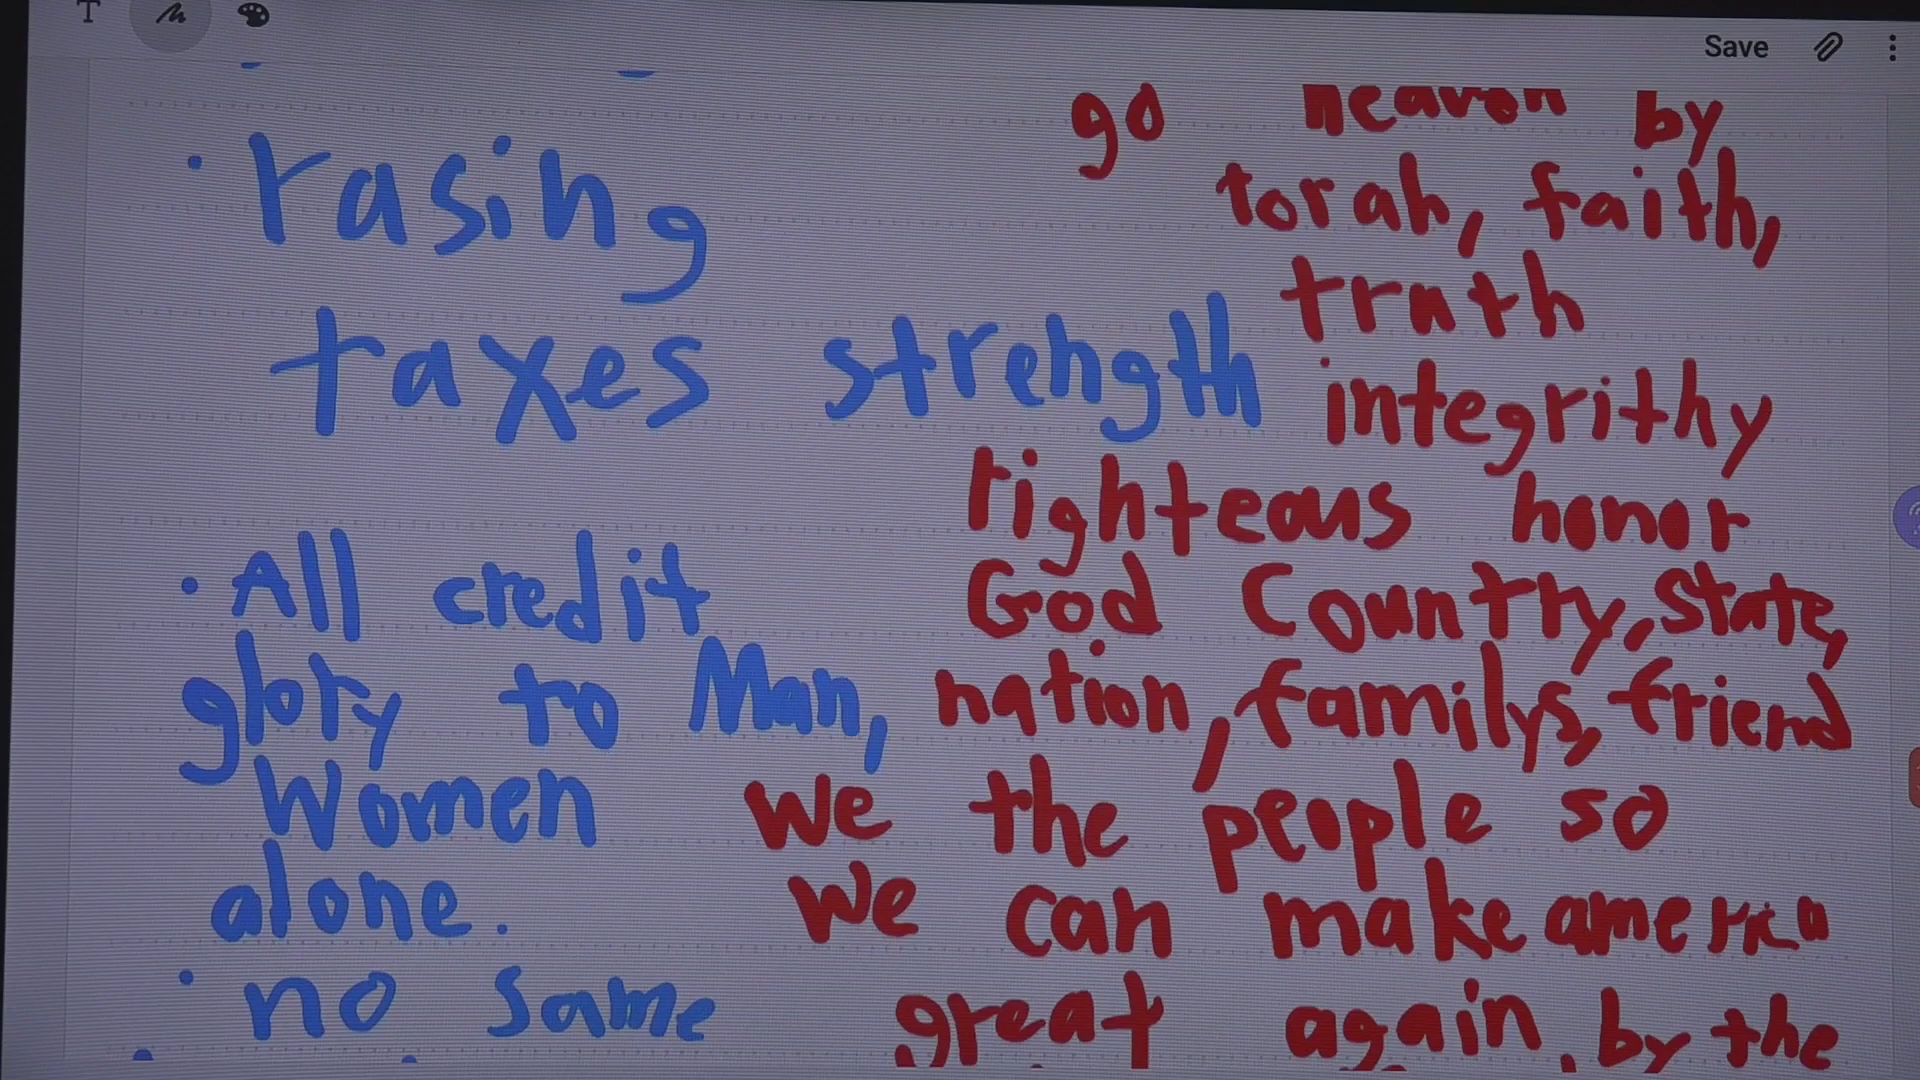 T
Save
go heaven by
torah, faith,
truth
integrithy
righteous honor
God Country, State,
nation, familys, friend
we the people so
we can make america
great again, by the
• rasing
taxes strength
• All credit
glory to Man,
Women
alone.
• no same